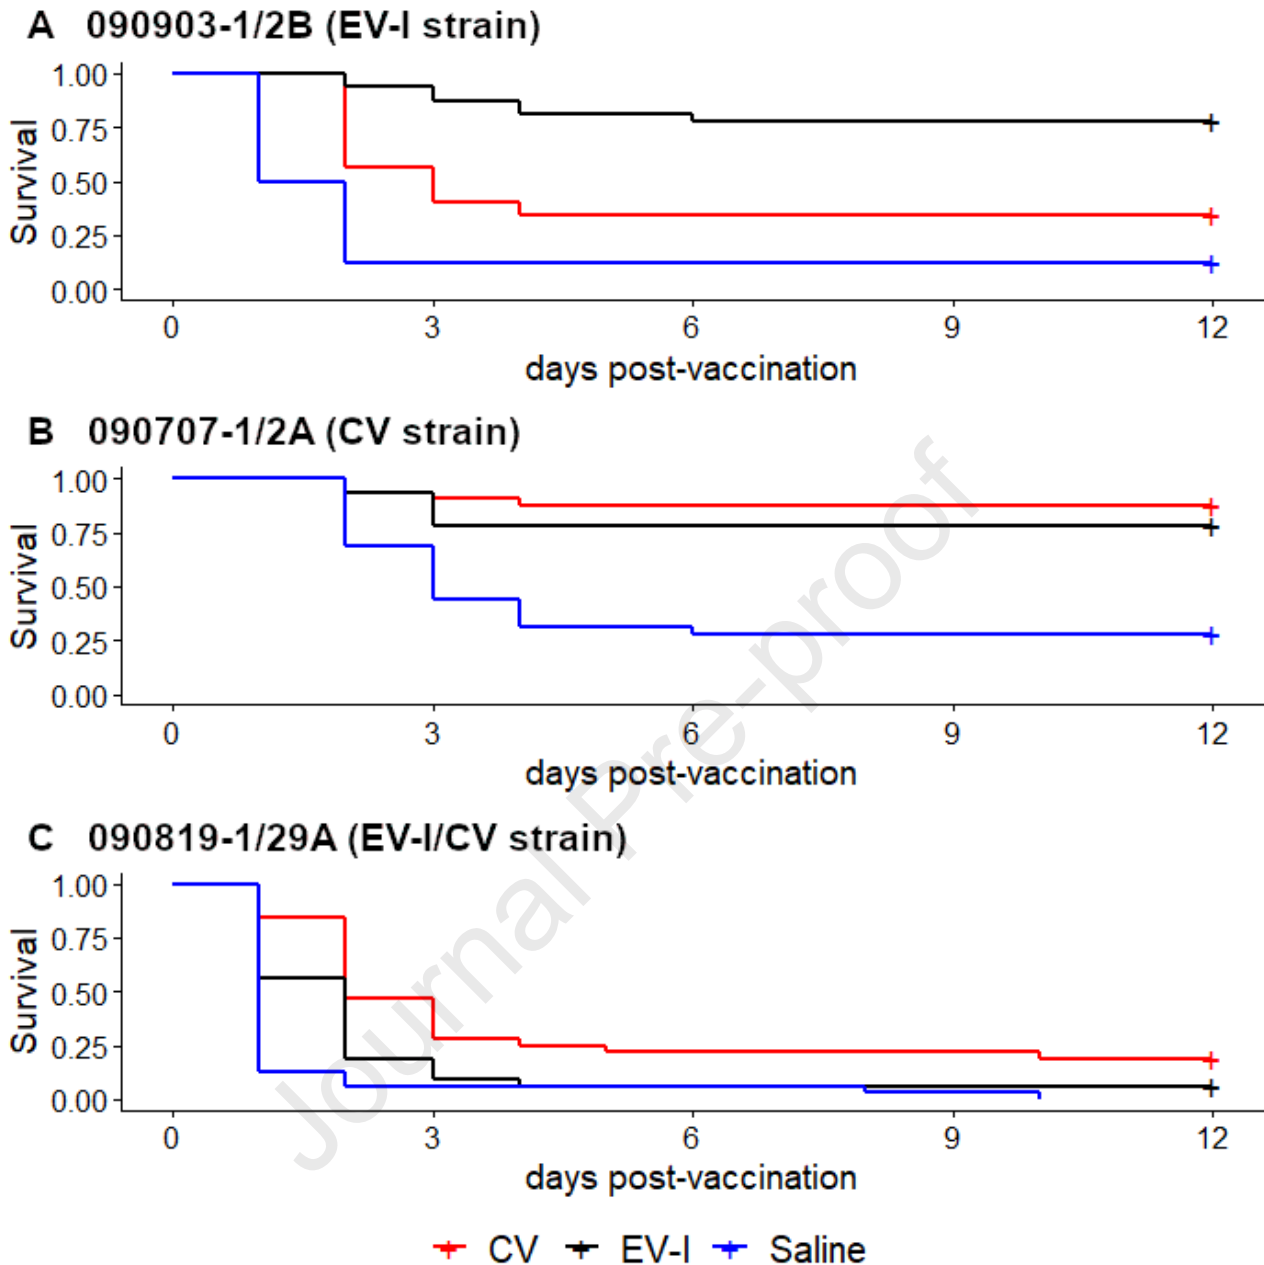 A 090903-1/2B (EV-I strain)
Survival
1.00
0.75
0.50
0.25
0.00
0 3 6 9 12
days post-vaccination
B 090707-1/2A (CV strain)
Survival
1.00
0.75
0.50
0.25
0.00
0 3 6 9 12
days post-vaccination
C 090819-1/29A (EV-I/CV strain)
Survival
1.00
0.75
0.50
0.25
0.00
0 3 6 9 12
days post-vaccination
CV EV-I Saline
Journal Pre-proof